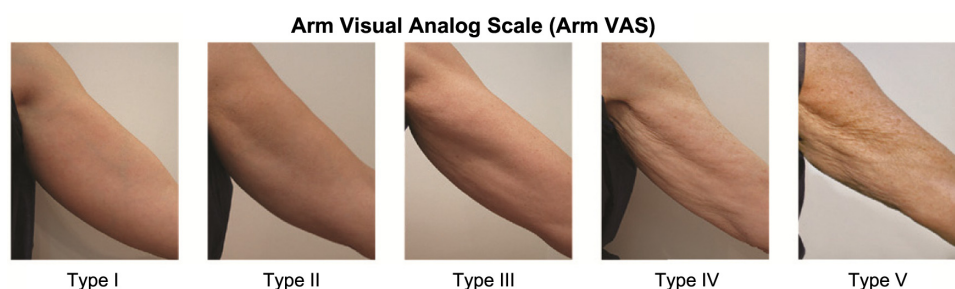 Arm Visual Analog Scale (Arm VAS)
Type I
Type II
Type III
Type IV
Type V